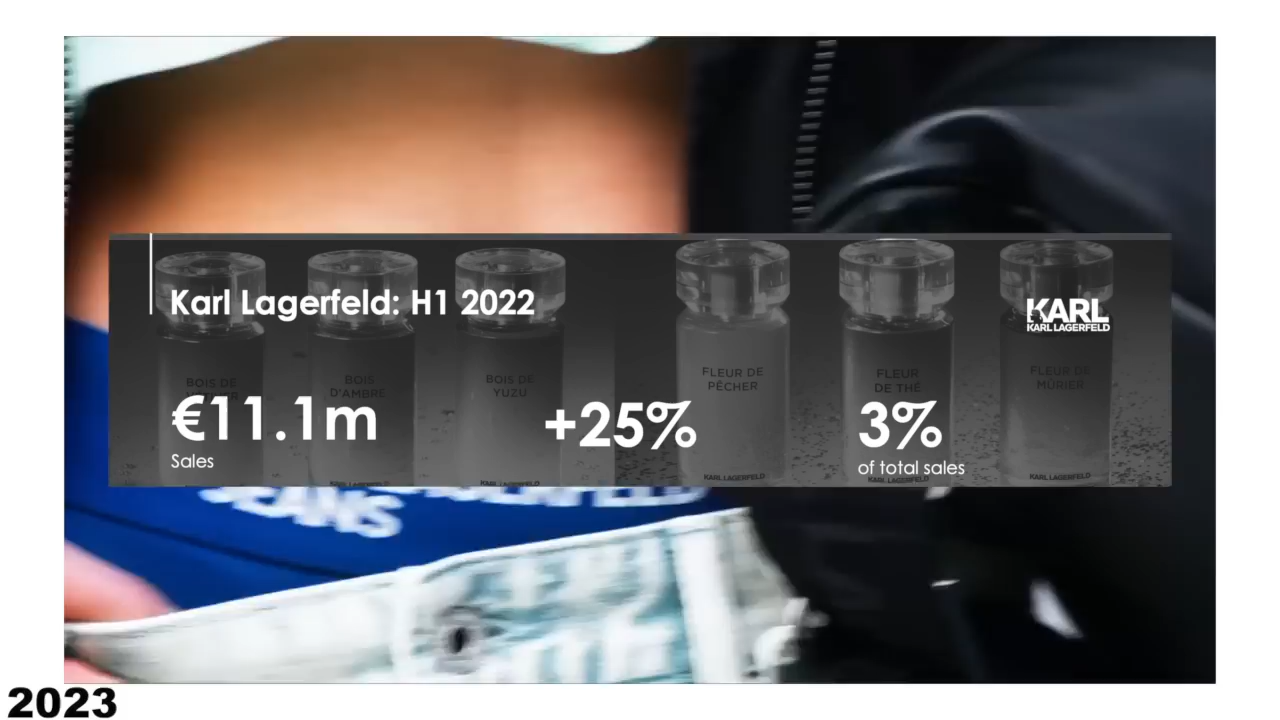 Karl Lagerfeld: H1 2022
KARL
KARL LAGERFELD
BOIS DE
BOIS
D'AMBRE
BOIS DE
YUZU
FLEUR DE
PÊCHER
FLEUR
DE THÉ
FLEUR DE
MÛRIER
€11.1m
Sales
+25%
3%
of total sales
KARL LAGERFELD
KARL LAGERFELD
KARL LAGERFELD
JEANS
2023